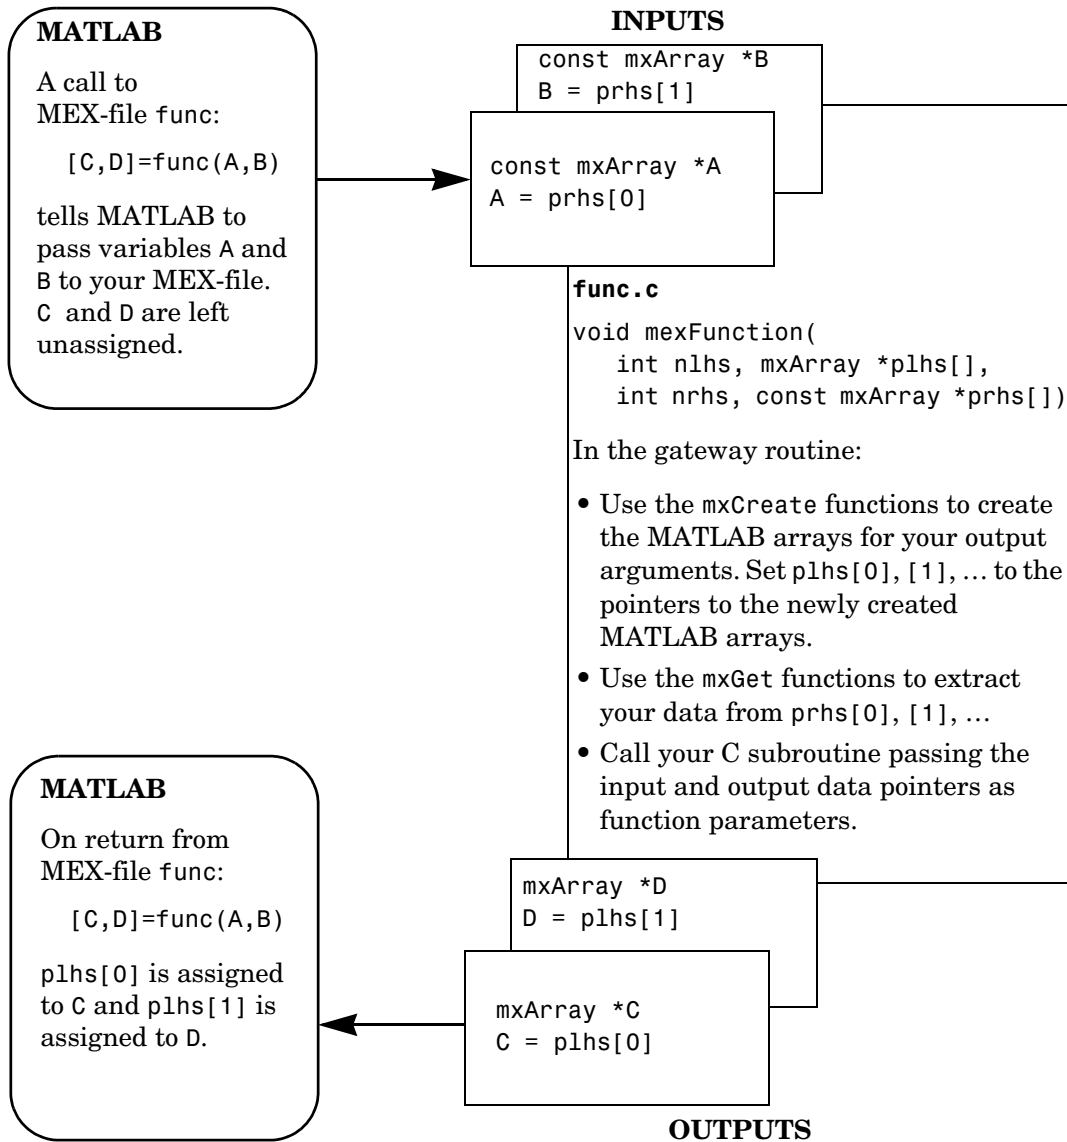 MATLAB
A call to
MEX-file func:
[C,D]=func(A,B)
tells MATLAB to
pass variables A and
B to your MEX-file.
C and D are left
unassigned.
INPUTS
const mxArray *B
B = prhs[1]
const mxArray *A
A = prhs[0]
func.c
void mexFunction(
int nlhs, mxArray *plhs[],
int nrhs, const mxArray *prhs[])
In the gateway routine:
• Use the mxCreate functions to create
the MATLAB arrays for your output
arguments. Set plhs[0], [1], … to the
pointers to the newly created
MATLAB arrays.
• Use the mxGet functions to extract
your data from prhs[0], [1], …
• Call your C subroutine passing the
input and output data pointers as
function parameters.
MATLAB
On return from
MEX-file func:
[C,D]=func(A,B)
plhs[0] is assigned
to C and plhs[1] is
assigned to D.
mxArray *D
D = plhs[1]
mxArray *C
C = plhs[0]
OUTPUTS